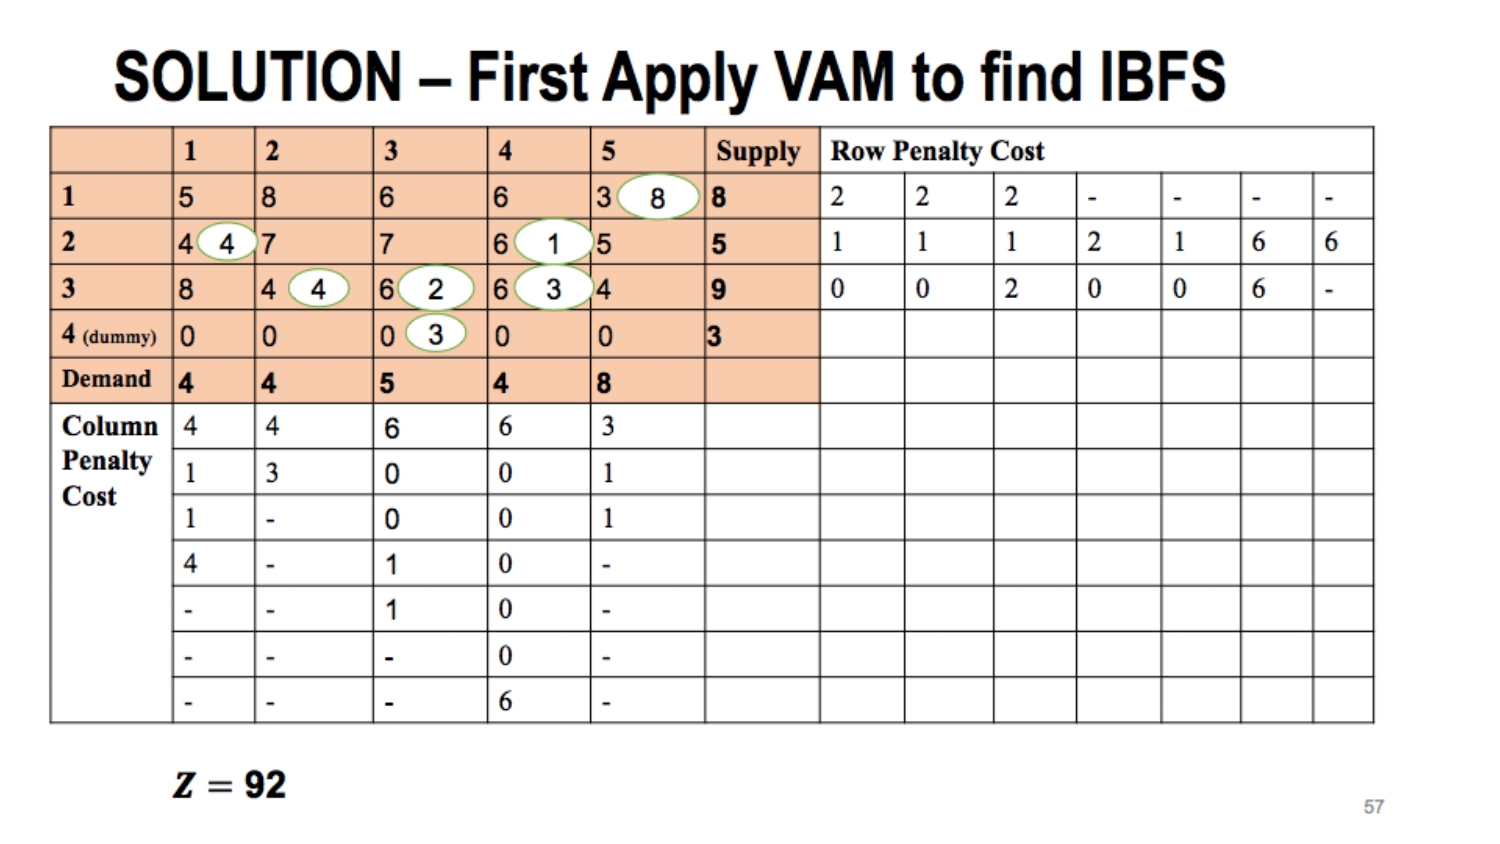 SOLUTION – First Apply VAM to find IBFS
1 2 3 4 5 Supply Row Penalty Cost
1 5 8 6 6 3 8 8 2 2 2 - - - -
2 4 4 7 7 6 1 5 5 1 1 1 2 1 6 6
3 8 4 4 6 2 6 3 4 9 0 0 2 0 0 6 -
4 (dummy) 0 0 0 3 0 0 3
Demand 4 4 5 4 8
Column Penalty Cost 4 4 6 6 3
1 3 0 0 1
1 - 0 0 1
4 - 1 0 -
- - 1 0 -
- - - 0 -
- - - 6 -
Z = 92
57